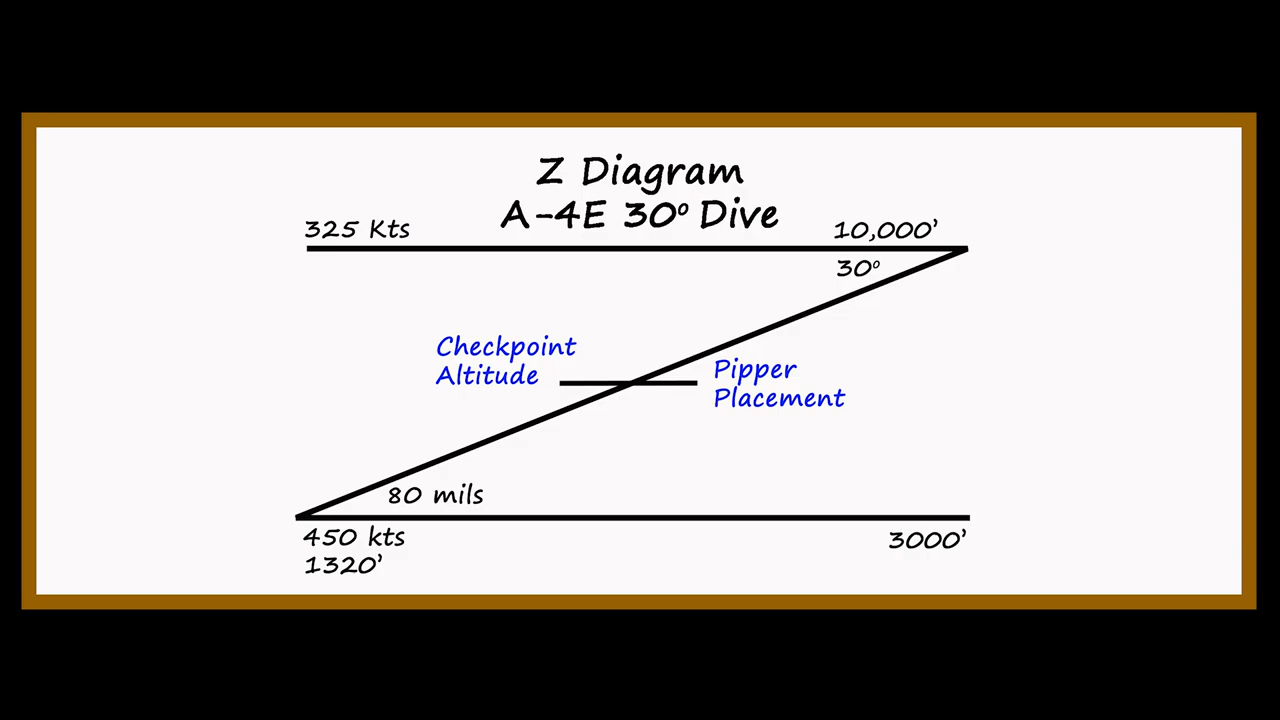 Z Diagram
A-4E 30° Dive
325 Kts
10,000'
30°
Checkpoint
Altitude
Pipper
Placement
80 mils
450 kts
1320'
3000'